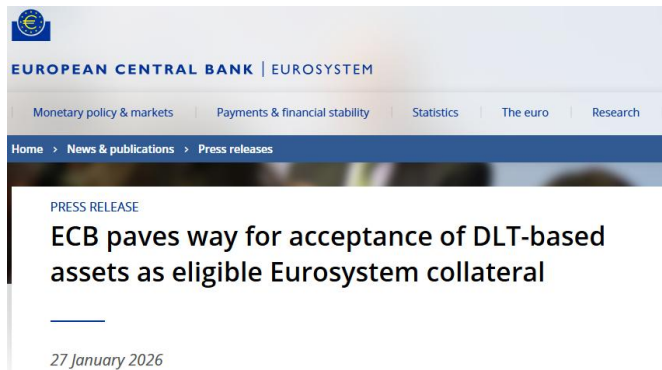 EUROPEAN CENTRAL BANK | EUROSYSTEM
Monetary policy & markets Payments & financial stability Statistics The euro Research
Home > News & publications > Press releases
PRESS RELEASE
ECB paves way for acceptance of DLT-based
assets as eligible Eurosystem collateral
27 January 2026